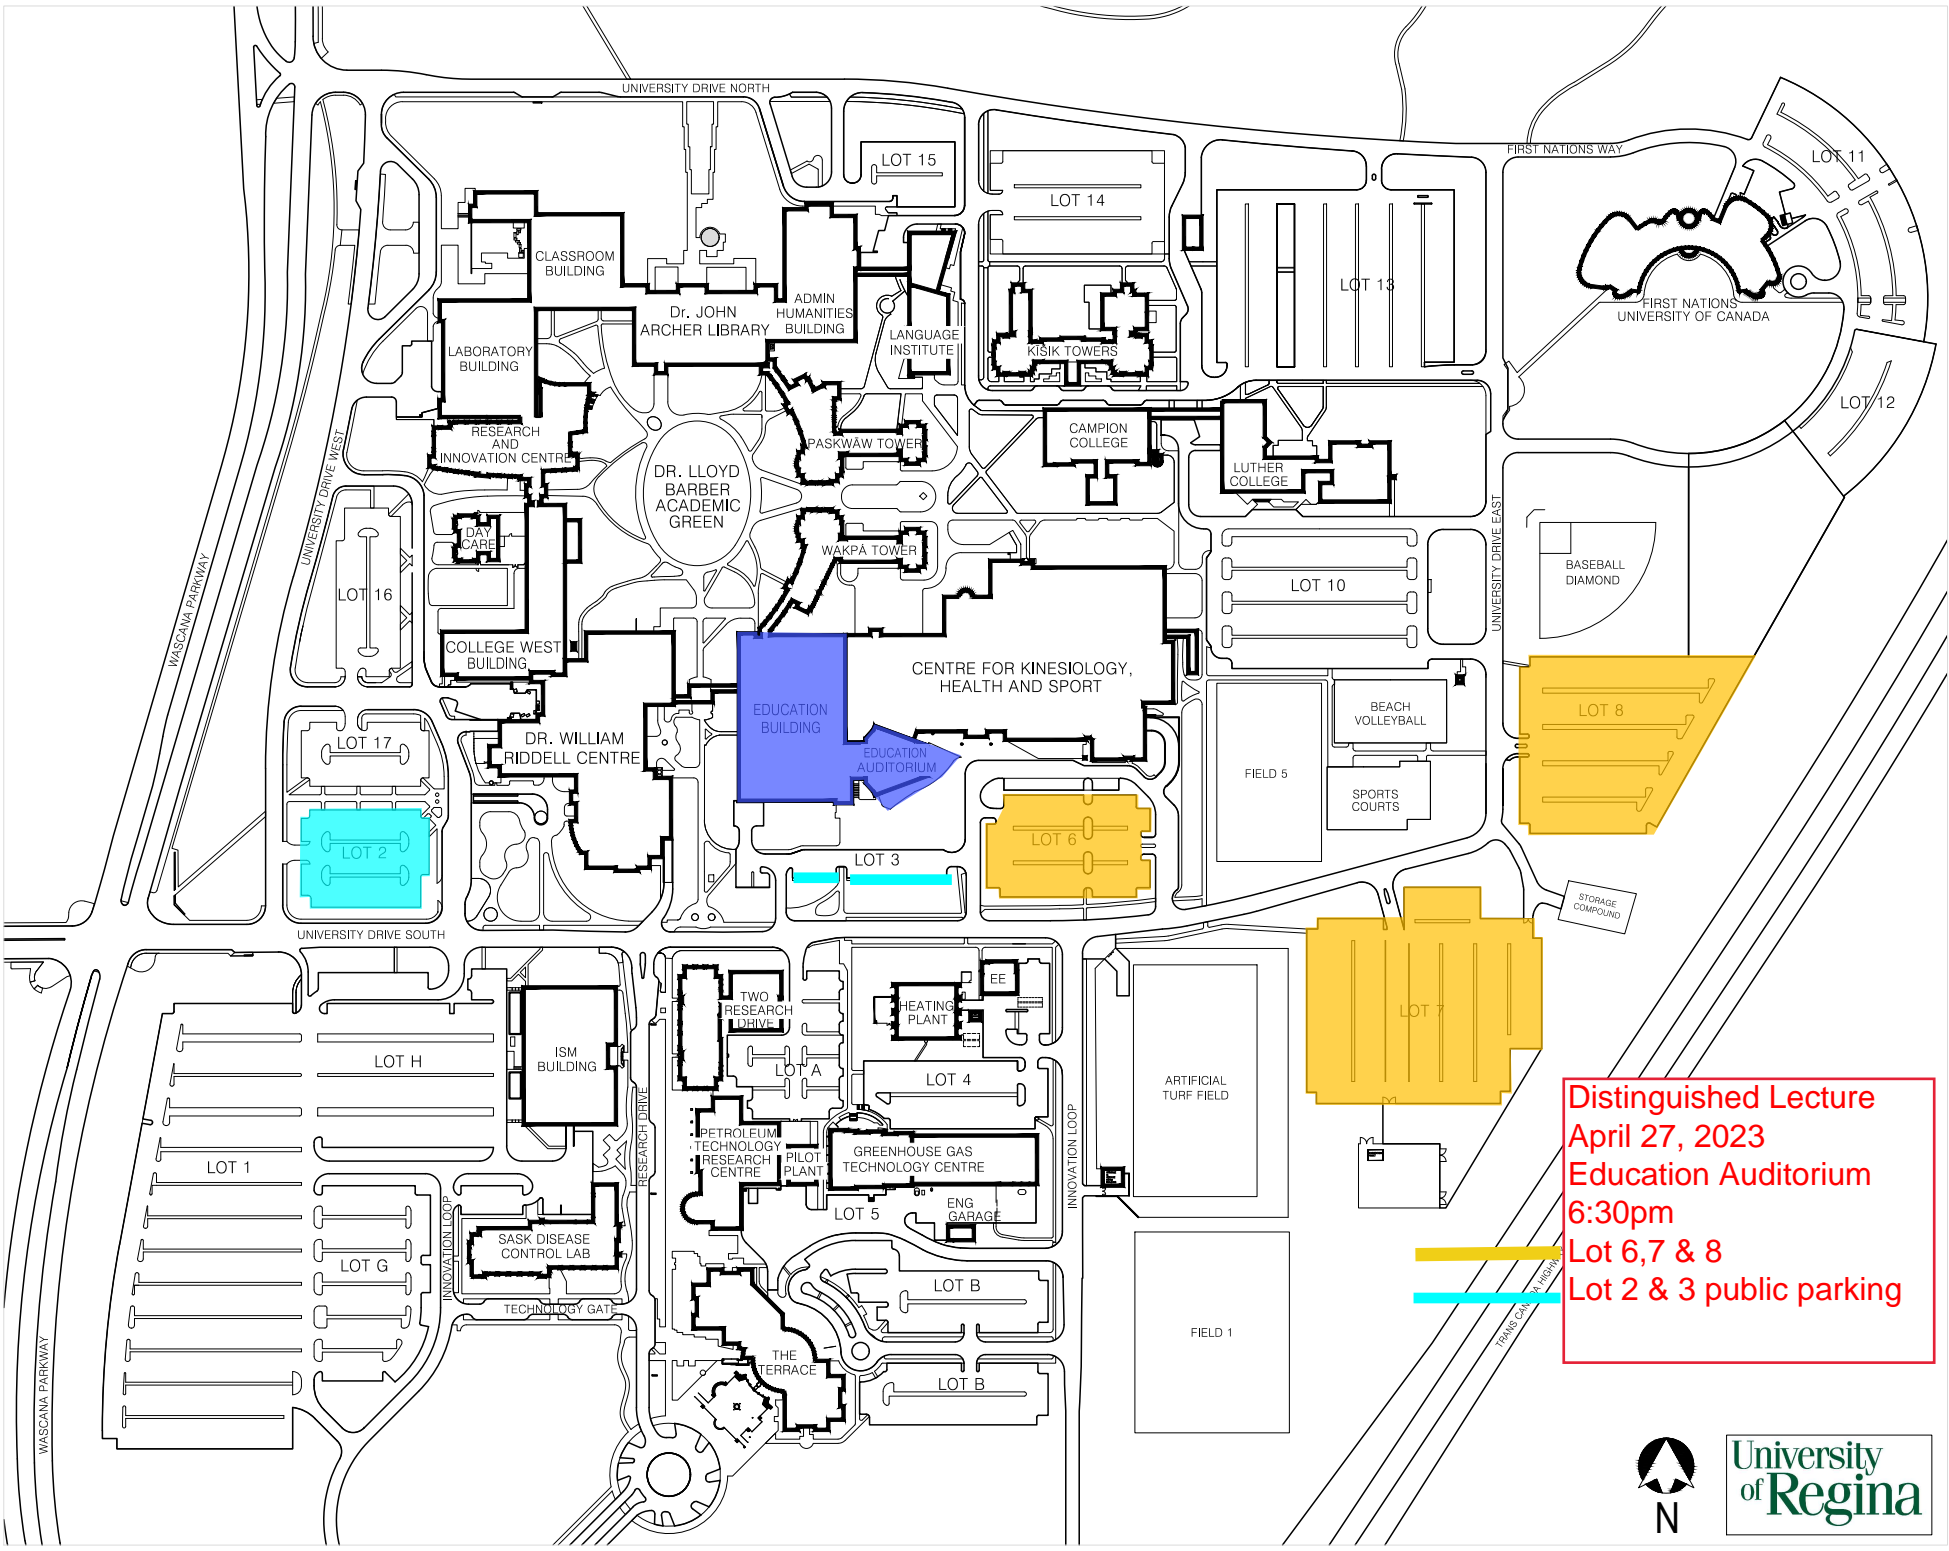 UNIVERSITY DRIVE NORTH
FIRST NATIONS WAY
LOT 11
LOT 15
LOT 14
LOT 13
CLASSROOM
BUILDING
Dr. JOHN
ARCHER LIBRARY
ADMIN
HUMANITIES
BUILDING
LANGUAGE
INSTITUTE
KĪSIK TOWERS
FIRST NATIONS
UNIVERSITY OF CANADA
LABORATORY
BUILDING
LOT 12
RESEARCH
AND
INNOVATION CENTRE
PASKWĀW TOWER
CAMPION
COLLEGE
LUTHER
COLLEGE
DR. LLOYD
BARBER
ACADEMIC
GREEN
UNIVERSITY DRIVE WEST
UNIVERSITY DRIVE EAST
WASCANA PARKWAY
DAY
CARE
WAKPĀ TOWER
LOT 16
LOT 10
BASEBALL
DIAMOND
COLLEGE WEST
BUILDING
CENTRE FOR KINESIOLOGY,
HEALTH AND SPORT
EDUCATION
BUILDING
BEACH
VOLLEYBALL
LOT 8
LOT 17
DR. WILLIAM
RIDDELL CENTRE
EDUCATION
AUDITORIUM
FIELD 5
SPORTS
COURTS
LOT 2
LOT 3
LOT 6
STORAGE
COMPOUND
UNIVERSITY DRIVE SOUTH
TWO
RESEARCH
DRIVE
HEATING
PLANT
EE
LOT 7
ISM
BUILDING
LOT H
LOT A
LOT 4
ARTIFICIAL
TURF FIELD
RESEARCH DRIVE
INNOVATION LOOP
PETROLEUM
TECHNOLOGY
RESEARCH
CENTRE
PILOT
PLANT
GREENHOUSE GAS
TECHNOLOGY CENTRE
LOT 1
LOT 5
ENG
GARAGE
INNOVATION LOOP
SASK DISEASE
CONTROL LAB
LOT G
TECHNOLOGY GATE
LOT B
THE
TERRACE
LOT B
FIELD 1
WASCANA PARKWAY
TRANS CANADA HIGHW
Distinguished Lecture
April 27, 2023
Education Auditorium
6:30pm
Lot 6,7 & 8
Lot 2 & 3 public parking
N
University
of Regina